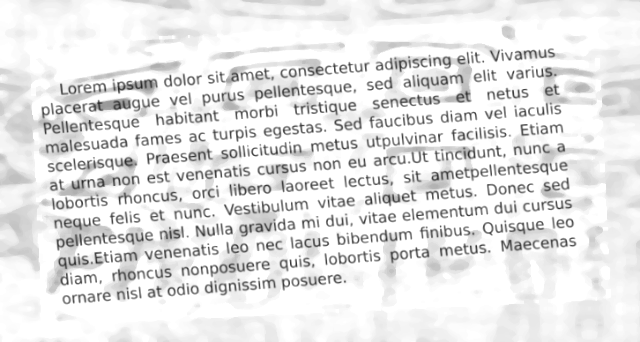 Lorem ipsum dolor sit amet, consectetur adipiscing elit. Vivamus
placerat augue vel purus pellentesque, sed aliquam elit varius.
Pellentesque habitant morbi tristique senectus et netus et
malesuada fames ac turpis egestas. Sed faucibus diam vel iaculis
scelerisque. Praesent sollicitudin metus utpulvinar facilisis. Etiam
at urna non est venenatis cursus non eu arcu.Ut tincidunt, nunc a
lobortis rhoncus, orci libero laoreet lectus, sit ametpellentesque
neque felis et nunc. Vestibulum vitae aliquet metus. Donec sed
pellentesque nisl. Nulla gravida mi dui, vitae elementum dui cursus
quis.Etiam venenatis leo nec lacus bibendum finibus. Quisque leo
diam, rhoncus nonposuere quis, lobortis porta metus. Maecenas
ornare nisl at odio dignissim posuere.